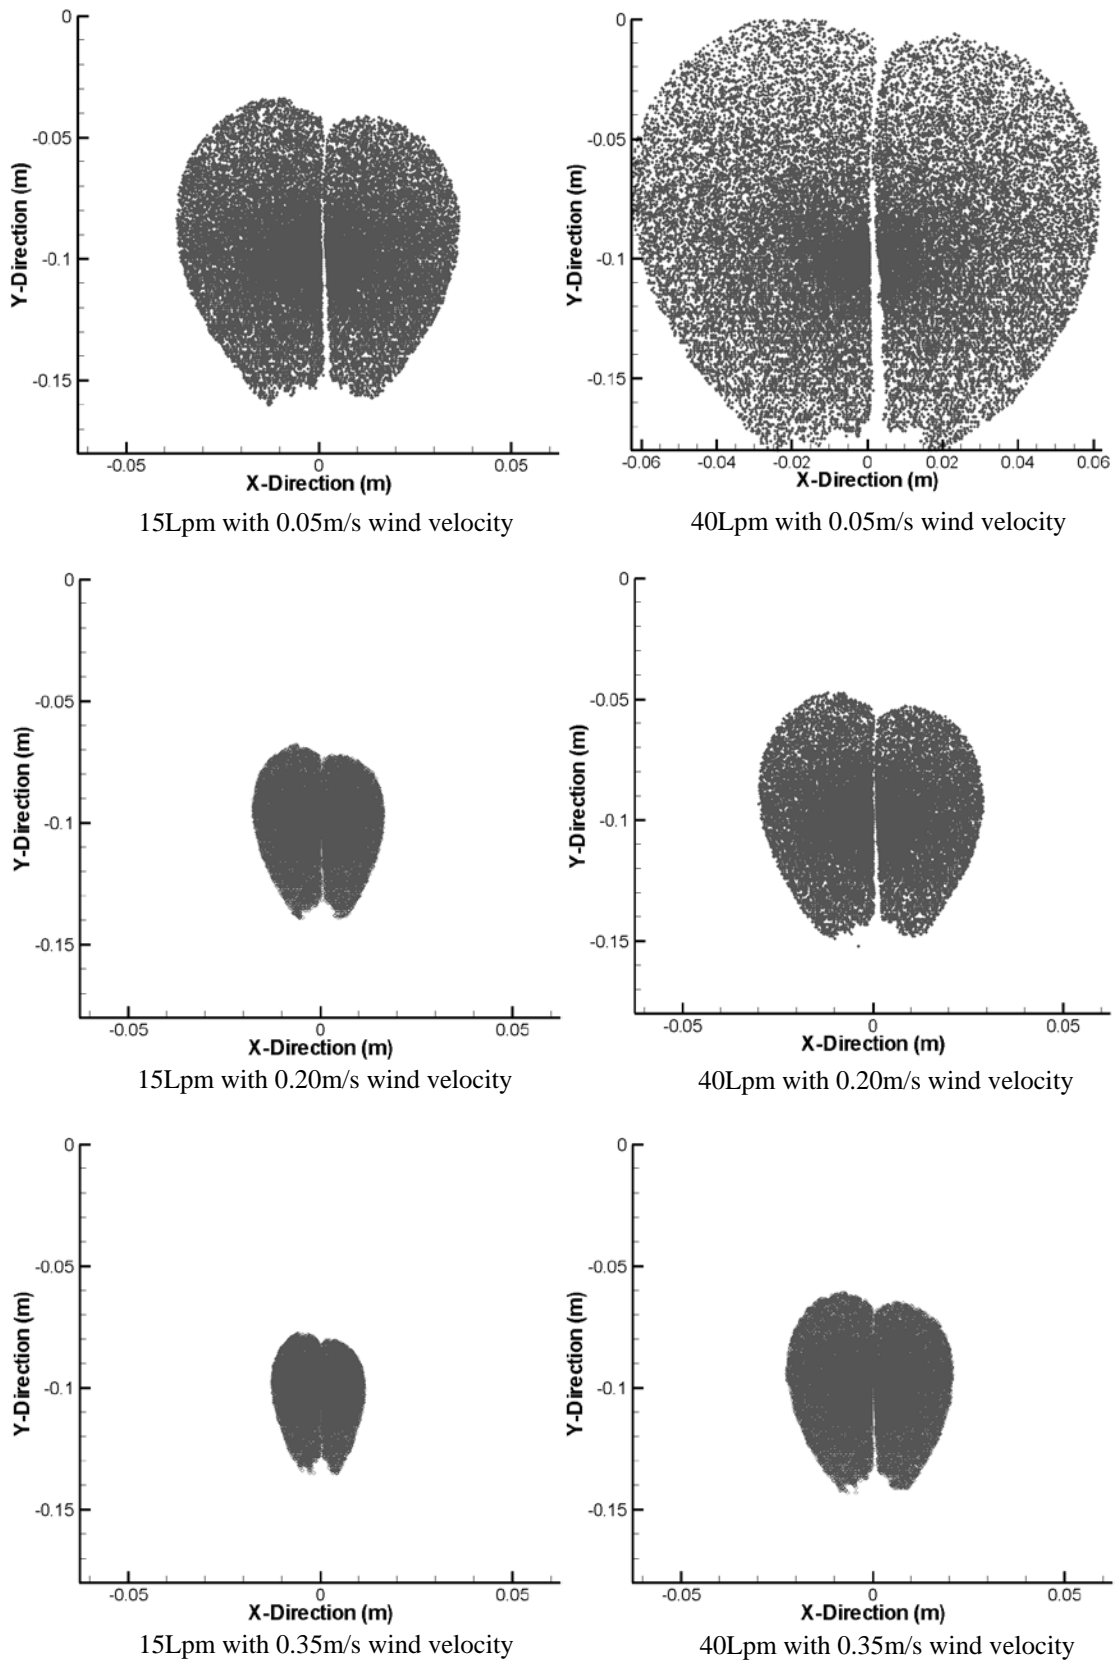 0
-0.05
-0.1
-0.15
Y-Direction (m)
-0.05 0 0.05
X-Direction (m)
15Lpm with 0.05m/s wind velocity
0
-0.05
-0.1
-0.15
Y-Direction (m)
-0.06 -0.04 -0.02 0 0.02 0.04 0.06
X-Direction (m)
40Lpm with 0.05m/s wind velocity
0
-0.05
-0.1
-0.15
Y-Direction (m)
-0.05 0 0.05
X-Direction (m)
15Lpm with 0.20m/s wind velocity
0
-0.05
-0.1
-0.15
Y-Direction (m)
-0.05 0 0.05
X-Direction (m)
40Lpm with 0.20m/s wind velocity
0
-0.05
-0.1
-0.15
Y-Direction (m)
-0.05 0 0.05
X-Direction (m)
15Lpm with 0.35m/s wind velocity
0
-0.05
-0.1
-0.15
Y-Direction (m)
-0.05 0 0.05
X-Direction (m)
40Lpm with 0.35m/s wind velocity